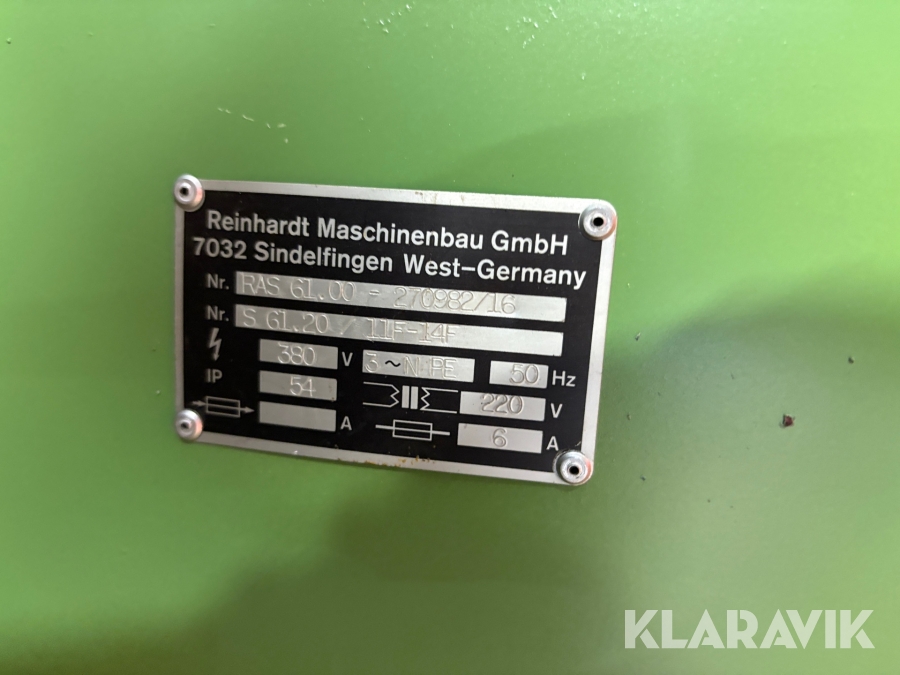 Reinhardt Maschinenbau GmbH
7032 Sindelfingen West-Germany
Nr. RAS 61.00 - 270982/16
Nr. S 61.20 / 11F-14F
380 V 3~N PE 50 Hz
IP 54 220 V
A 6 A
KLARAVIK